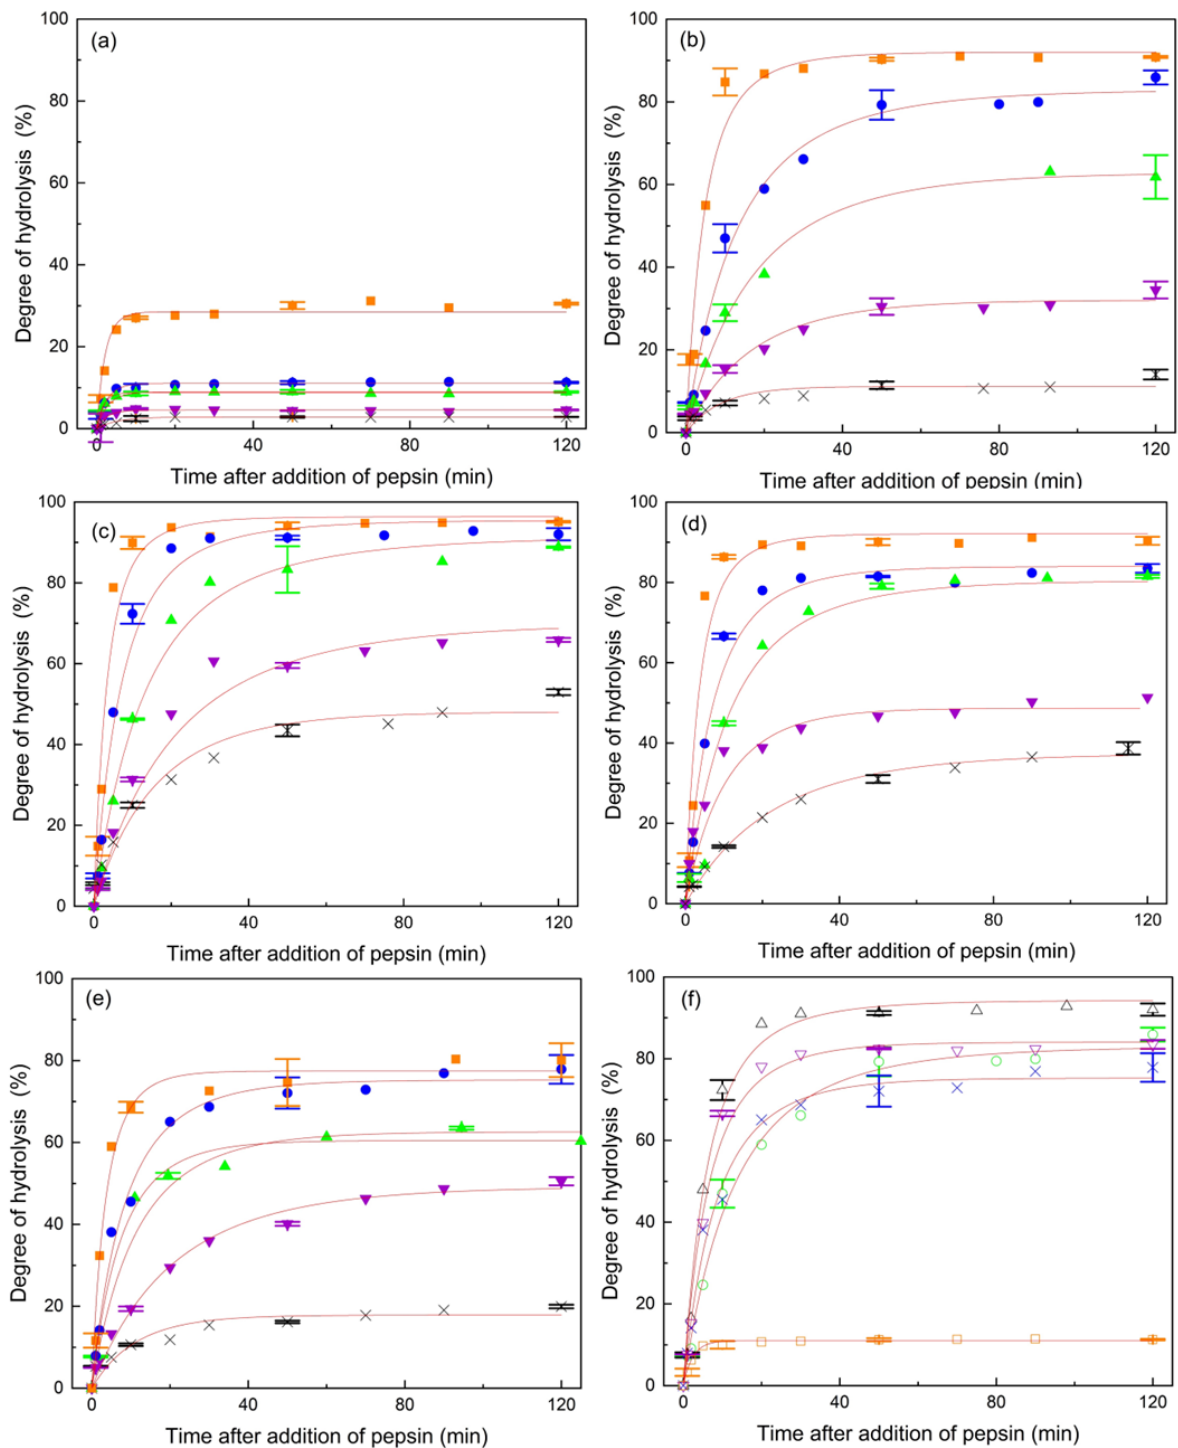 (a)
100
80
60
40
20
0
Degree of hydrolysis (%)
0 40 80 120
Time after addition of pepsin (min)
(b)
100
80
60
40
20
0
Degree of hydrolysis (%)
0 40 80 120
Time after addition of pepsin (min)
(c)
100
80
60
40
20
0
Degree of hydrolysis (%)
0 40 80 120
Time after addition of pepsin (min)
(d)
100
80
60
40
20
0
Degree of hydrolysis (%)
0 40 80 120
Time after addition of pepsin (min)
(e)
100
80
60
40
20
0
Degree of hydrolysis (%)
0 40 80 120
Time after addition of pepsin (min)
(f)
100
80
60
40
20
0
Degree of hydrolysis (%)
0 40 80 120
Time after addition of pepsin (min)